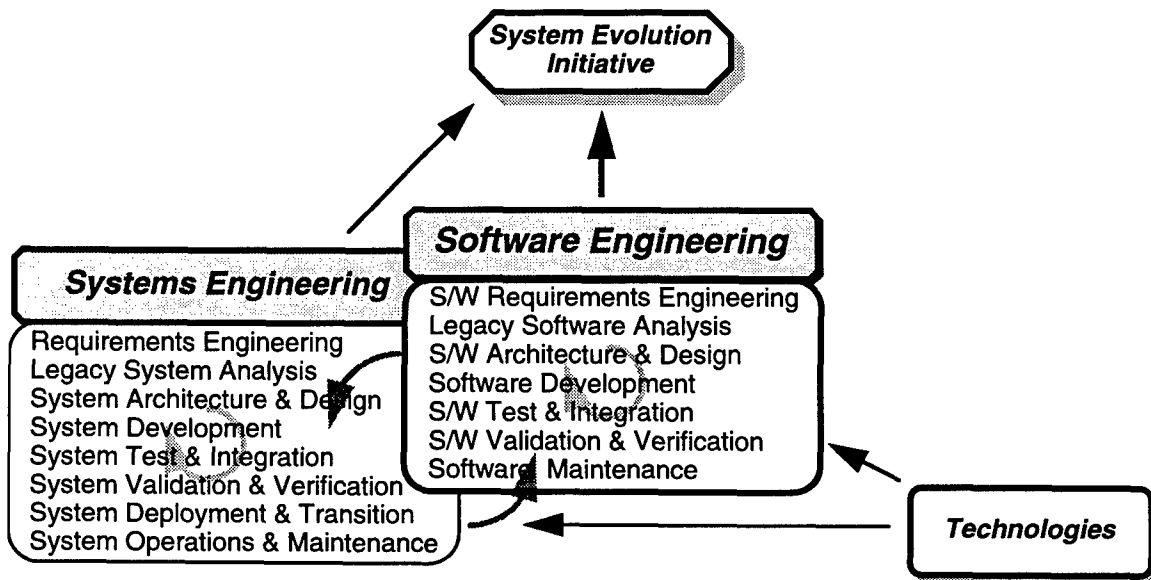 System Evolution
Initiative
Software Engineering
S/W Requirements Engineering
Legacy Software Analysis
S/W Architecture & Design
Software Development
S/W Test & Integration
S/W Validation & Verification
Software Maintenance
Systems Engineering
Requirements Engineering
Legacy System Analysis
System Architecture & Design
System Development
System Test & Integration
System Validation & Verification
System Deployment & Transition
System Operations & Maintenance
Technologies